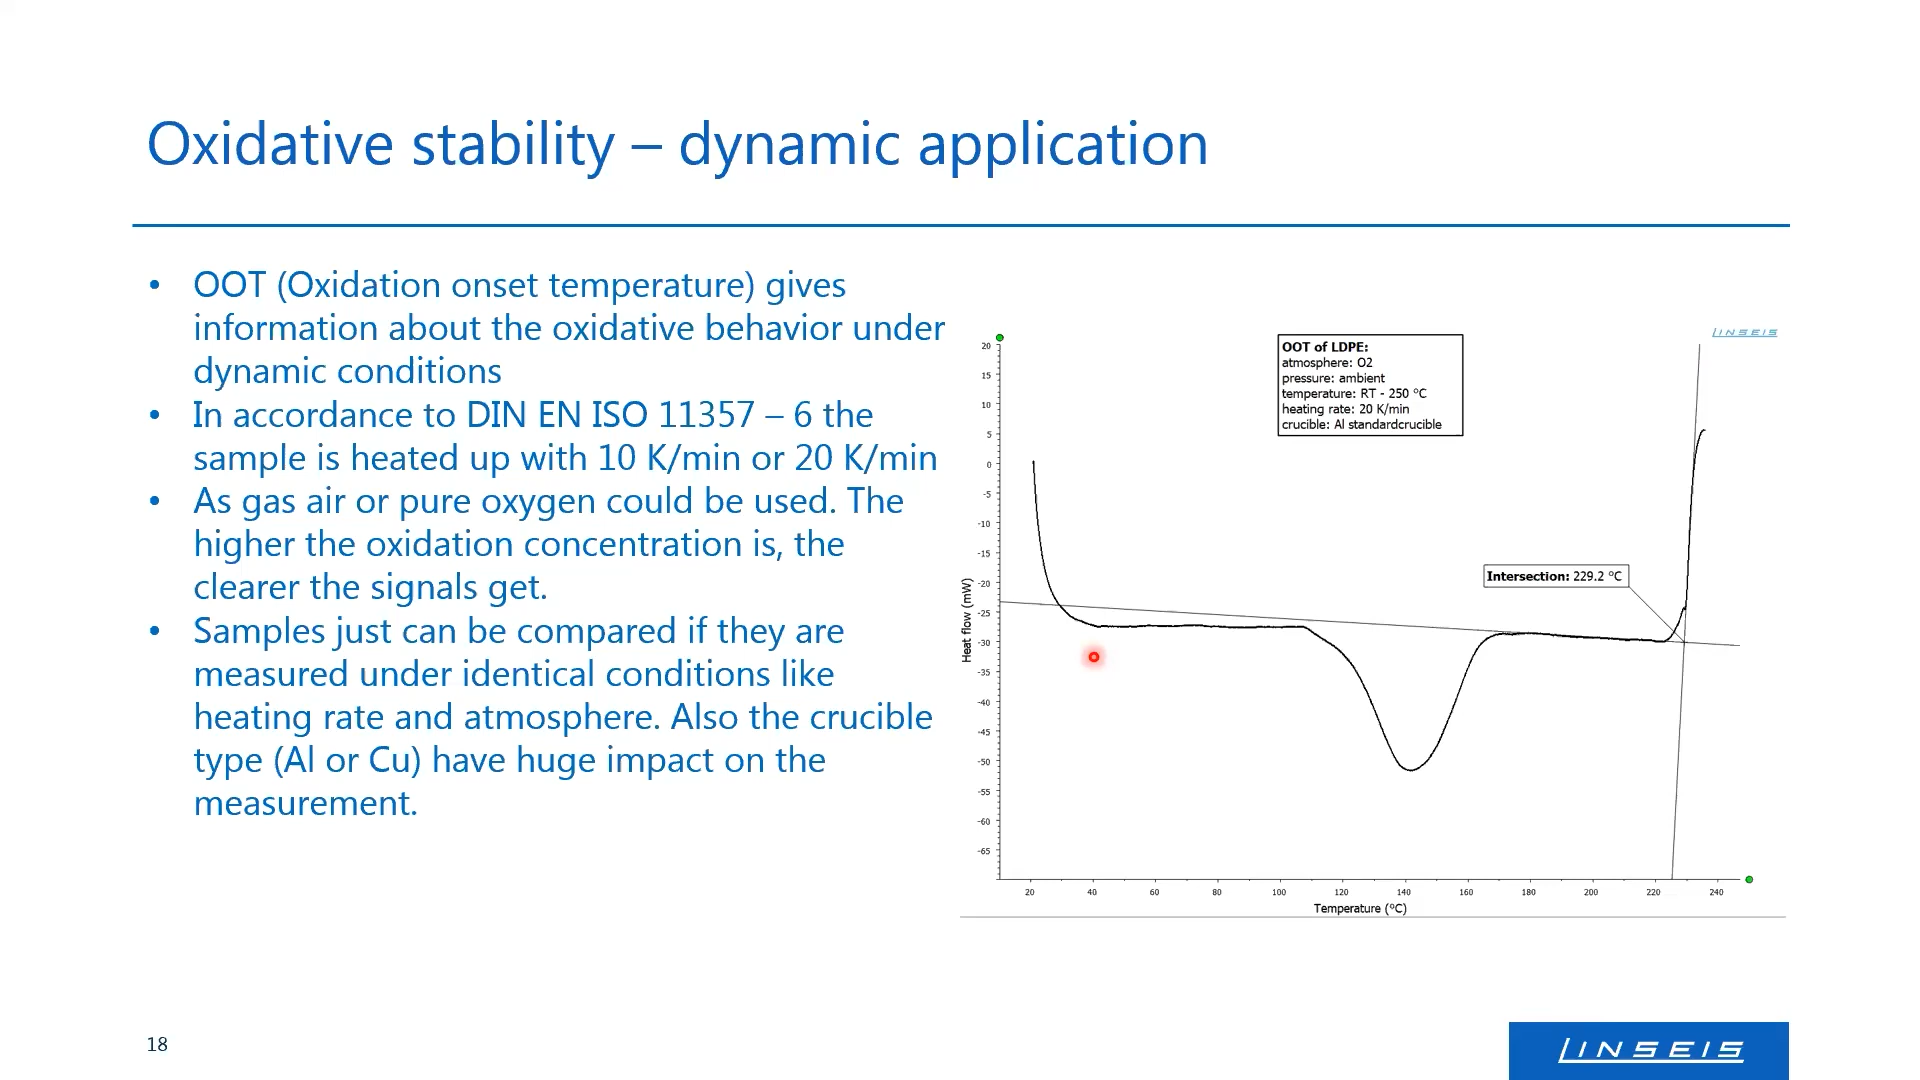 Oxidative stability – dynamic application
• OOT (Oxidation onset temperature) gives
information about the oxidative behavior under
dynamic conditions
• In accordance to DIN EN ISO 11357 – 6 the
sample is heated up with 10 K/min or 20 K/min
• As gas air or pure oxygen could be used. The
higher the oxidation concentration is, the
clearer the signals get.
• Samples just can be compared if they are
measured under identical conditions like
heating rate and atmosphere. Also the crucible
type (Al or Cu) have huge impact on the
measurement.
LINSEIS
OOT of LDPE:
atmosphere: O2
pressure: ambient
temperature: RT - 250 °C
heating rate: 20 K/min
crucible: Al standardcrucible
Intersection: 229.2 °C
Heat flow (mW)
20
15
10
5
0
-5
-10
-15
-20
-25
-30
-35
-40
-45
-50
-55
-60
-65
20 40 60 80 100 120 140 160 180 200 220 240
Temperature (°C)
18
LINSEIS